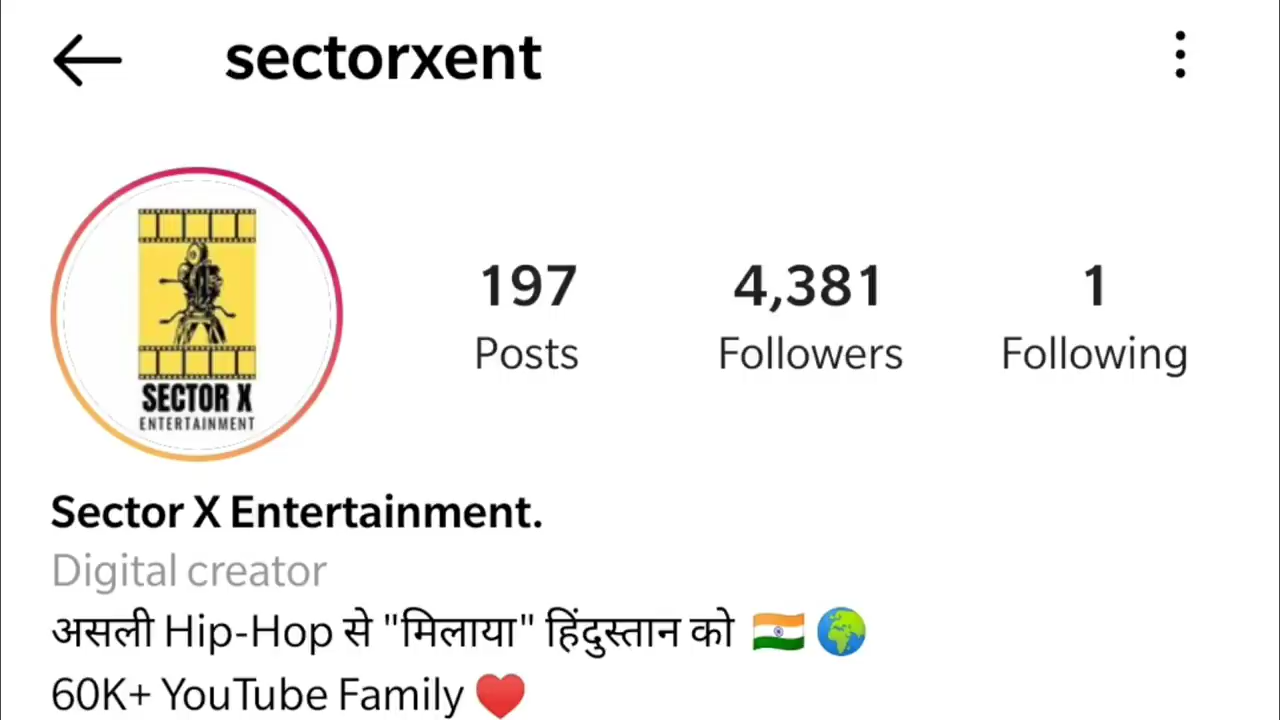 sectorxent
SECTOR X
ENTERTAINMENT
197 4,381 1
Posts Followers Following
Sector X Entertainment.
Digital creator
असली Hip-Hop से "मिलाया" हिंदुस्तान को 🇮🇳 🌍
60K+ YouTube Family ❤️